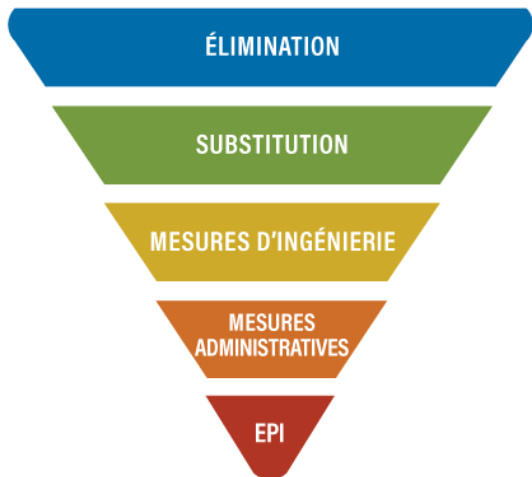 ÉLIMINATION
SUBSTITUTION
MESURES D'INGÉNIERIE
MESURES
ADMINISTRATIVES
EPI